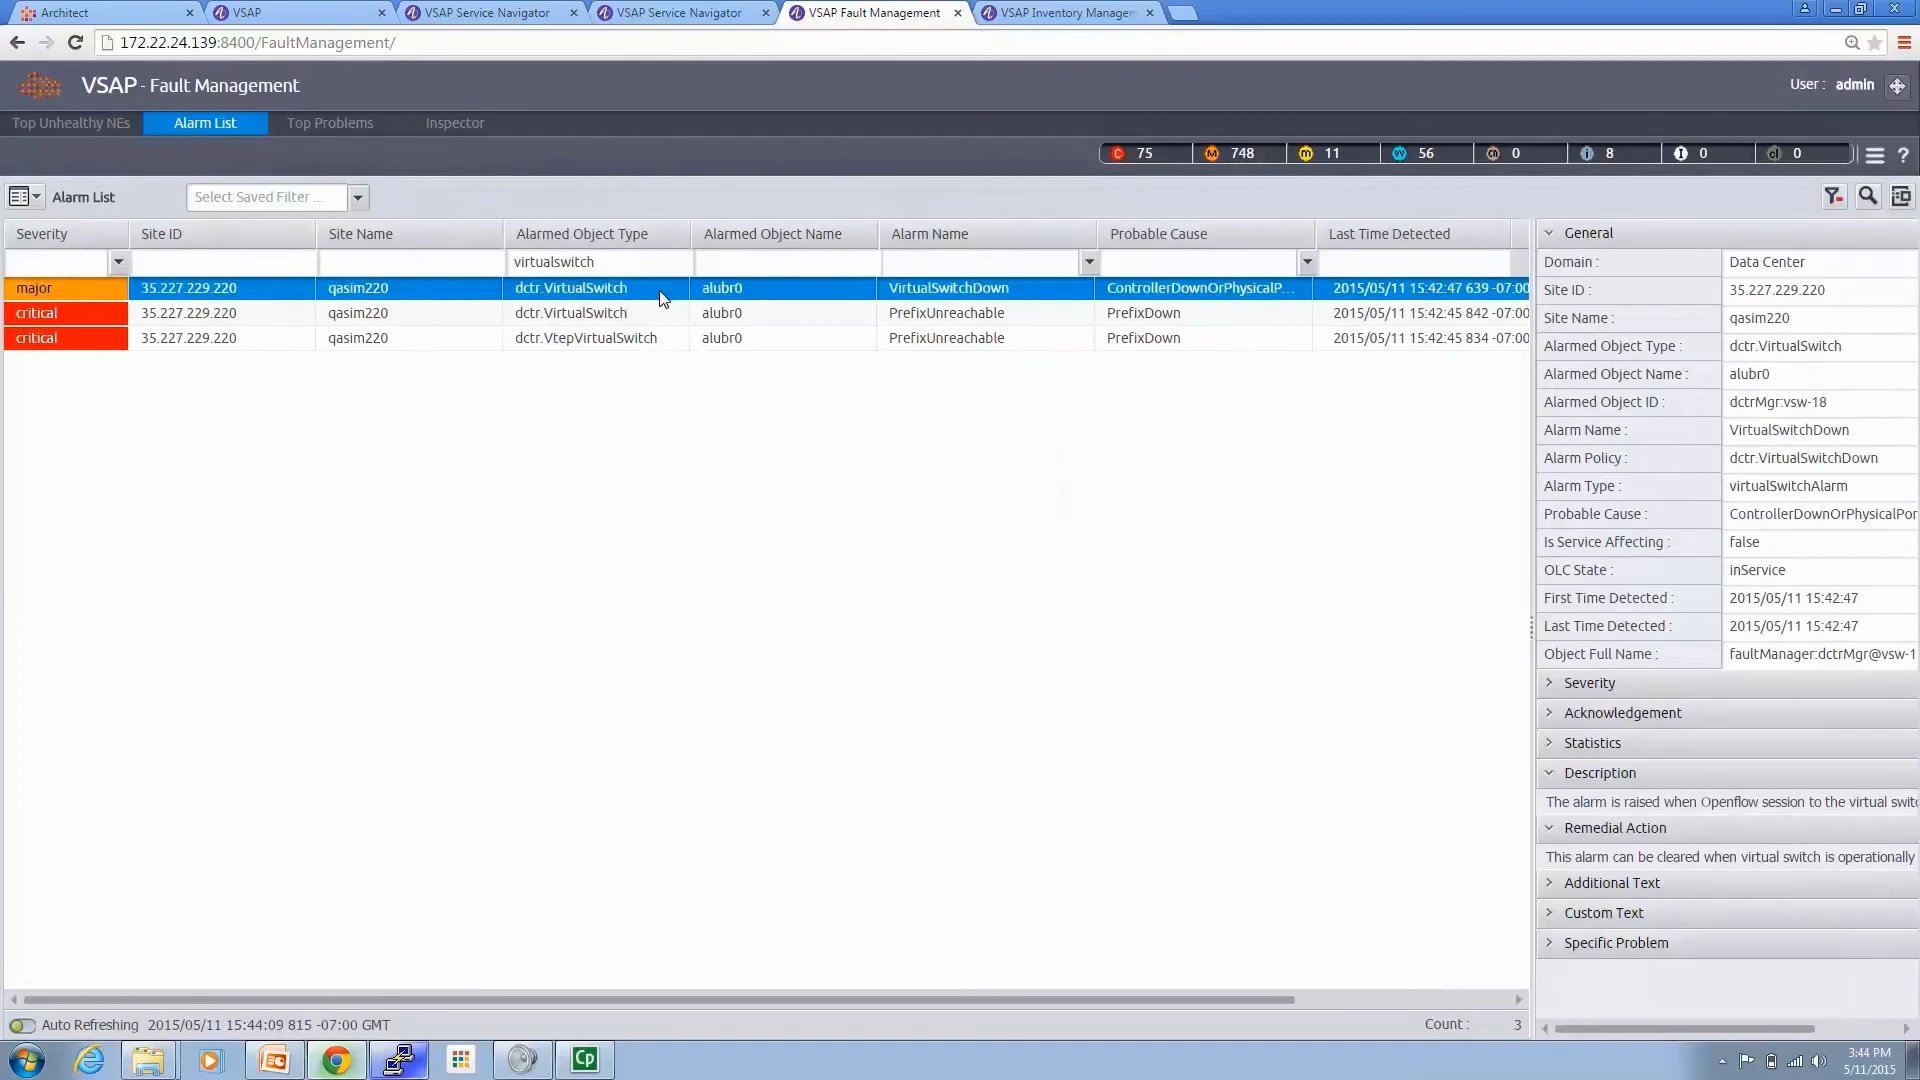 Architect
VSAP
VSAP Service Navigator
VSAP Service Navigator
VSAP Fault Management
VSAP Inventory Managem
172.22.24.139:8400/FaultManagement/
VSAP - Fault Management
User : admin
Top Unhealthy NEs
Alarm List
Top Problems
Inspector
C 75
M 748
m 11
w 56
cn 0
i 8
I 0
cl 0
?
Alarm List
Select Saved Filter ...
Severity Site ID Site Name Alarmed Object Type Alarmed Object Name Alarm Name Probable Cause Last Time Detected
virtualswitch
major 35.227.229.220 qasim220 dctr.VirtualSwitch alubr0 VirtualSwitchDown ControllerDownOrPhysicalP... 2015/05/11 15:42:47 639 -07:00
critical 35.227.229.220 qasim220 dctr.VirtualSwitch alubr0 PrefixUnreachable PrefixDown 2015/05/11 15:42:45 842 -07:00
critical 35.227.229.220 qasim220 dctr.VtepVirtualSwitch alubr0 PrefixUnreachable PrefixDown 2015/05/11 15:42:45 834 -07:00
General
Domain : Data Center
Site ID : 35.227.229.220
Site Name : qasim220
Alarmed Object Type : dctr.VirtualSwitch
Alarmed Object Name : alubr0
Alarmed Object ID : dctrMgr:vsw-18
Alarm Name : VirtualSwitchDown
Alarm Policy : dctr.VirtualSwitchDown
Alarm Type : virtualSwitchAlarm
Probable Cause : ControllerDownOrPhysicalPor
Is Service Affecting : false
OLC State : inService
First Time Detected : 2015/05/11 15:42:47
Last Time Detected : 2015/05/11 15:42:47
Object Full Name : faultManager:dctrMgr@vsw-1
Severity
Acknowledgement
Statistics
Description
The alarm is raised when Openflow session to the virtual switc
Remedial Action
This alarm can be cleared when virtual switch is operationally
Additional Text
Custom Text
Specific Problem
Auto Refreshing 2015/05/11 15:44:09 815 -07:00 GMT
Count : 3
Cp
3:44 PM
5/11/2015